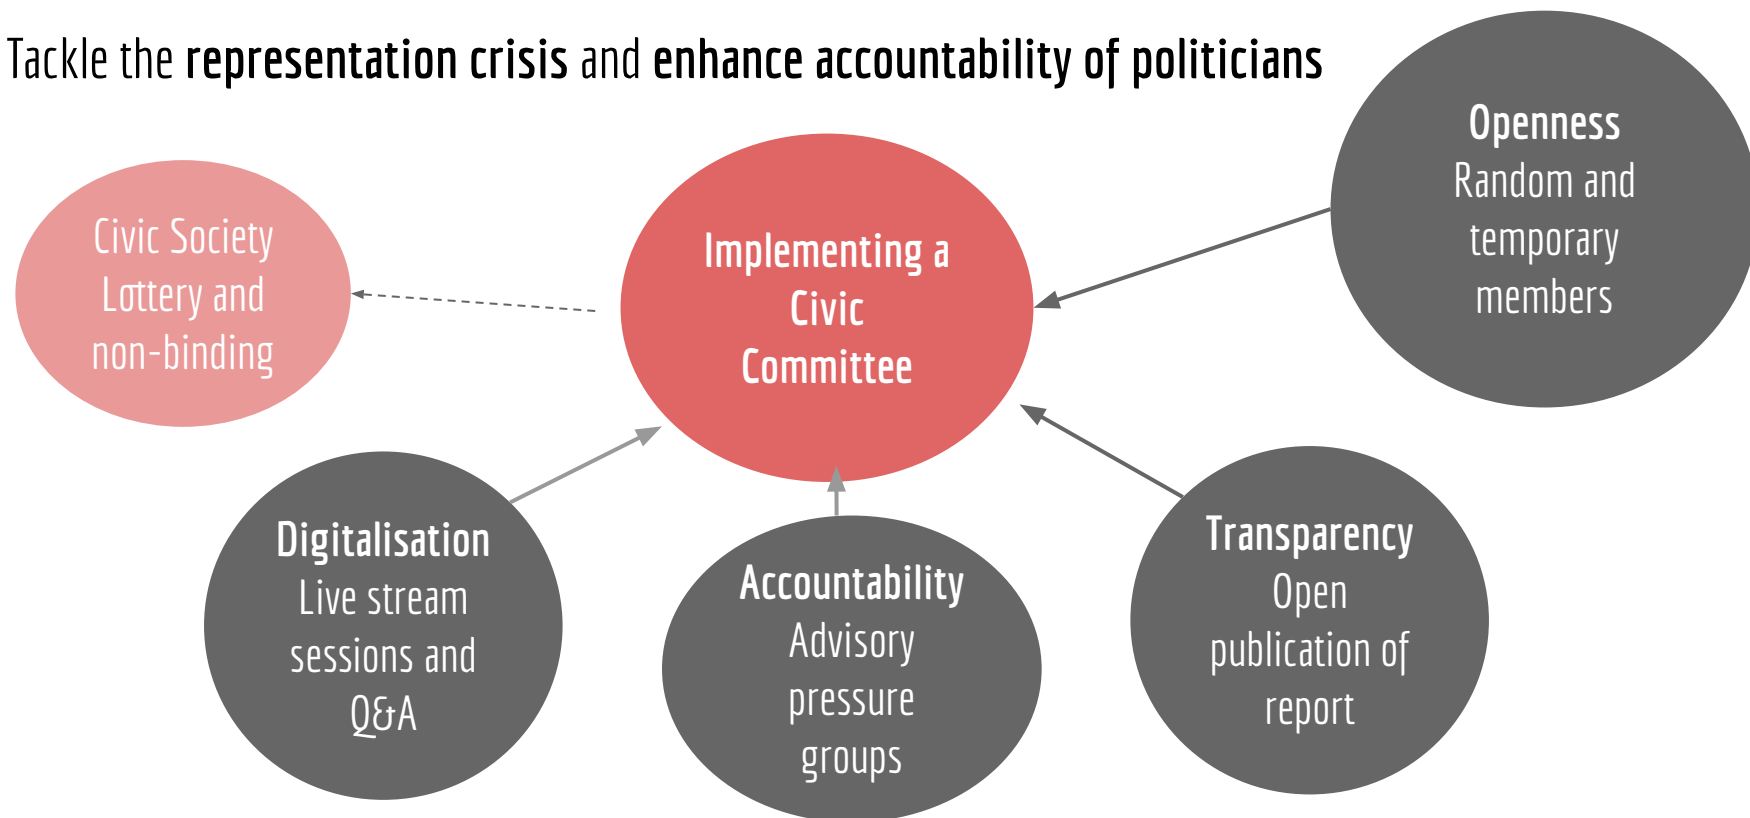 Tackle the representation crisis and enhance accountability of politicians
Civic Society
Lottery and
non-binding
Implementing a
Civic
Committee
Openness
Random and
temporary
members
Digitalisation
Live stream
sessions and
Q&A
Accountability
Advisory
pressure
groups
Transparency
Open
publication of
report